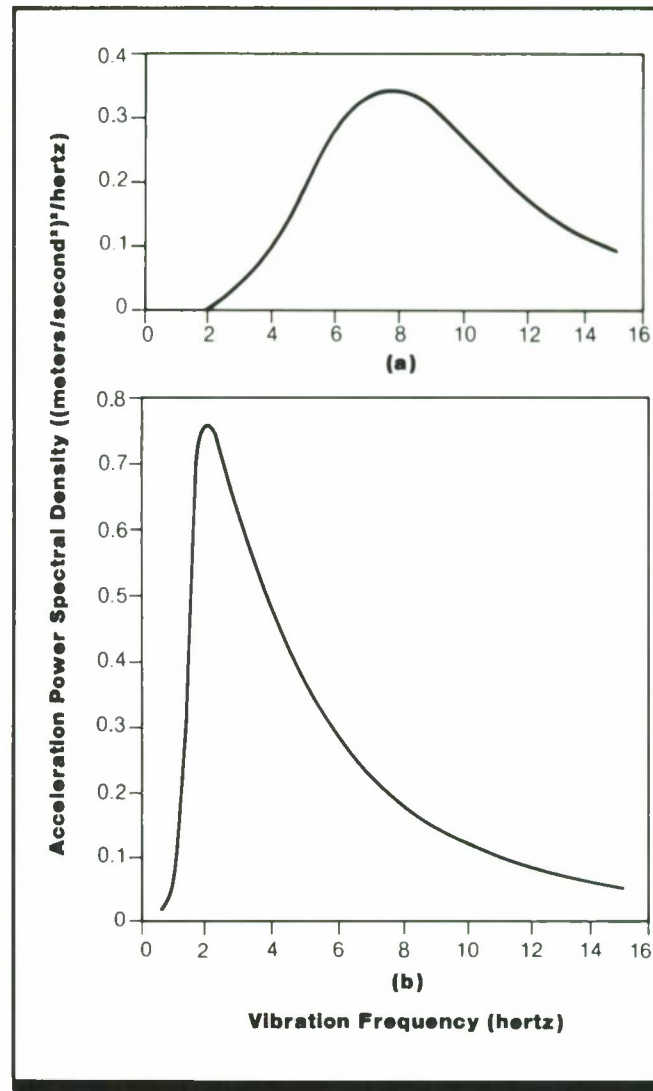 Acceleration Power Spectral Density ((meters/second²)²/hertz)
0.4
0.3
0.2
0.1
0
0 2 4 6 8 10 12 14 16
(a)
0.8
0.7
0.6
0.5
0.4
0.3
0.2
0.1
0
0 2 4 6 8 10 12 14 16
(b)
Vibration Frequency (hertz)